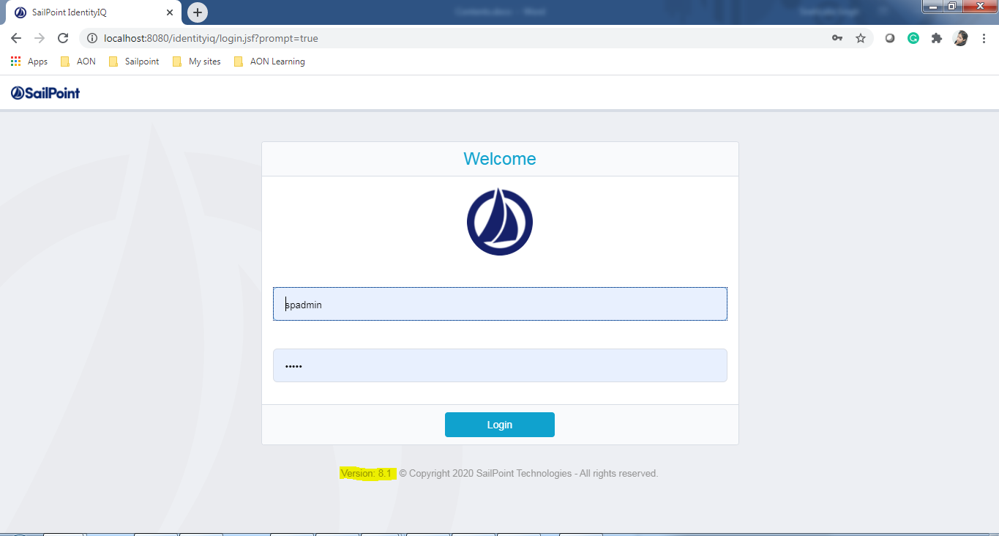 SailPoint IdentityIQ
localhost:8080/identityiq/login.jsf?prompt=true
Apps AON Sailpoint My sites AON Learning
SailPoint
Welcome
spadmin
•••••
Login
Version: 8.1 © Copyright 2020 SailPoint Technologies - All rights reserved.